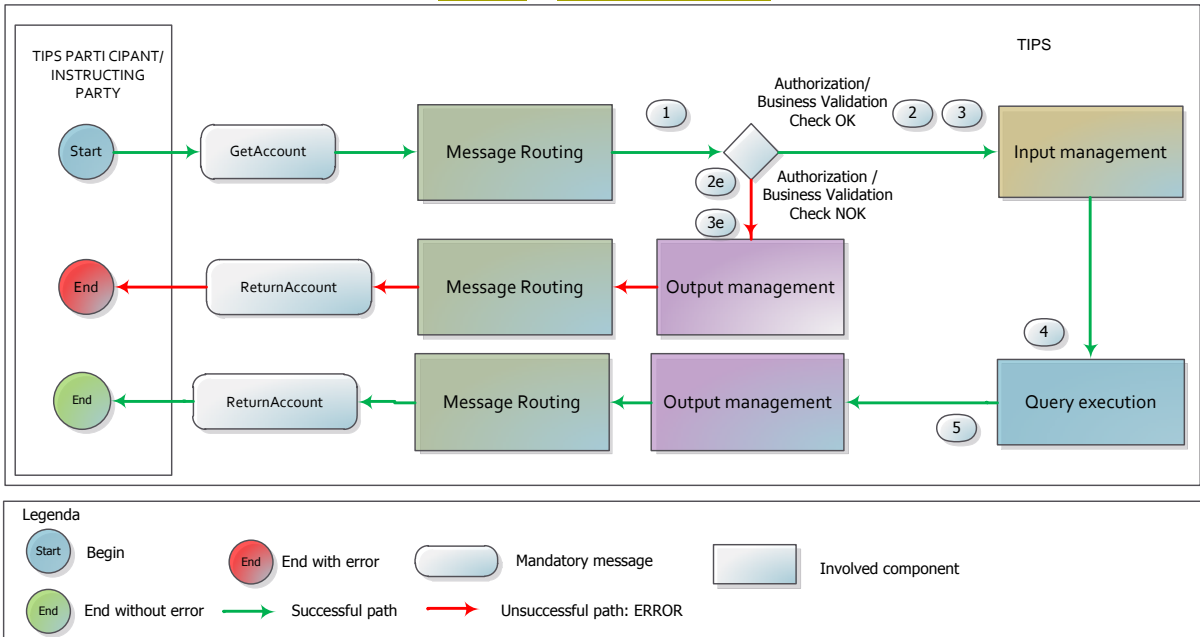 TIPS PARTI CIPANT/
INSTRUCTING
PARTY
TIPS
Start
GetAccount
Message Routing
1
Authorization/
Business Validation
Check OK
2
3
Input management
2e
Authorization /
Business Validation
Check NOK
3e
End
ReturnAccount
Message Routing
Output management
4
End
ReturnAccount
Message Routing
Output management
5
Query execution
Legenda
Start
Begin
End
End with error
Mandatory message
Involved component
End
End without error
Successful path
Unsuccessful path: ERROR